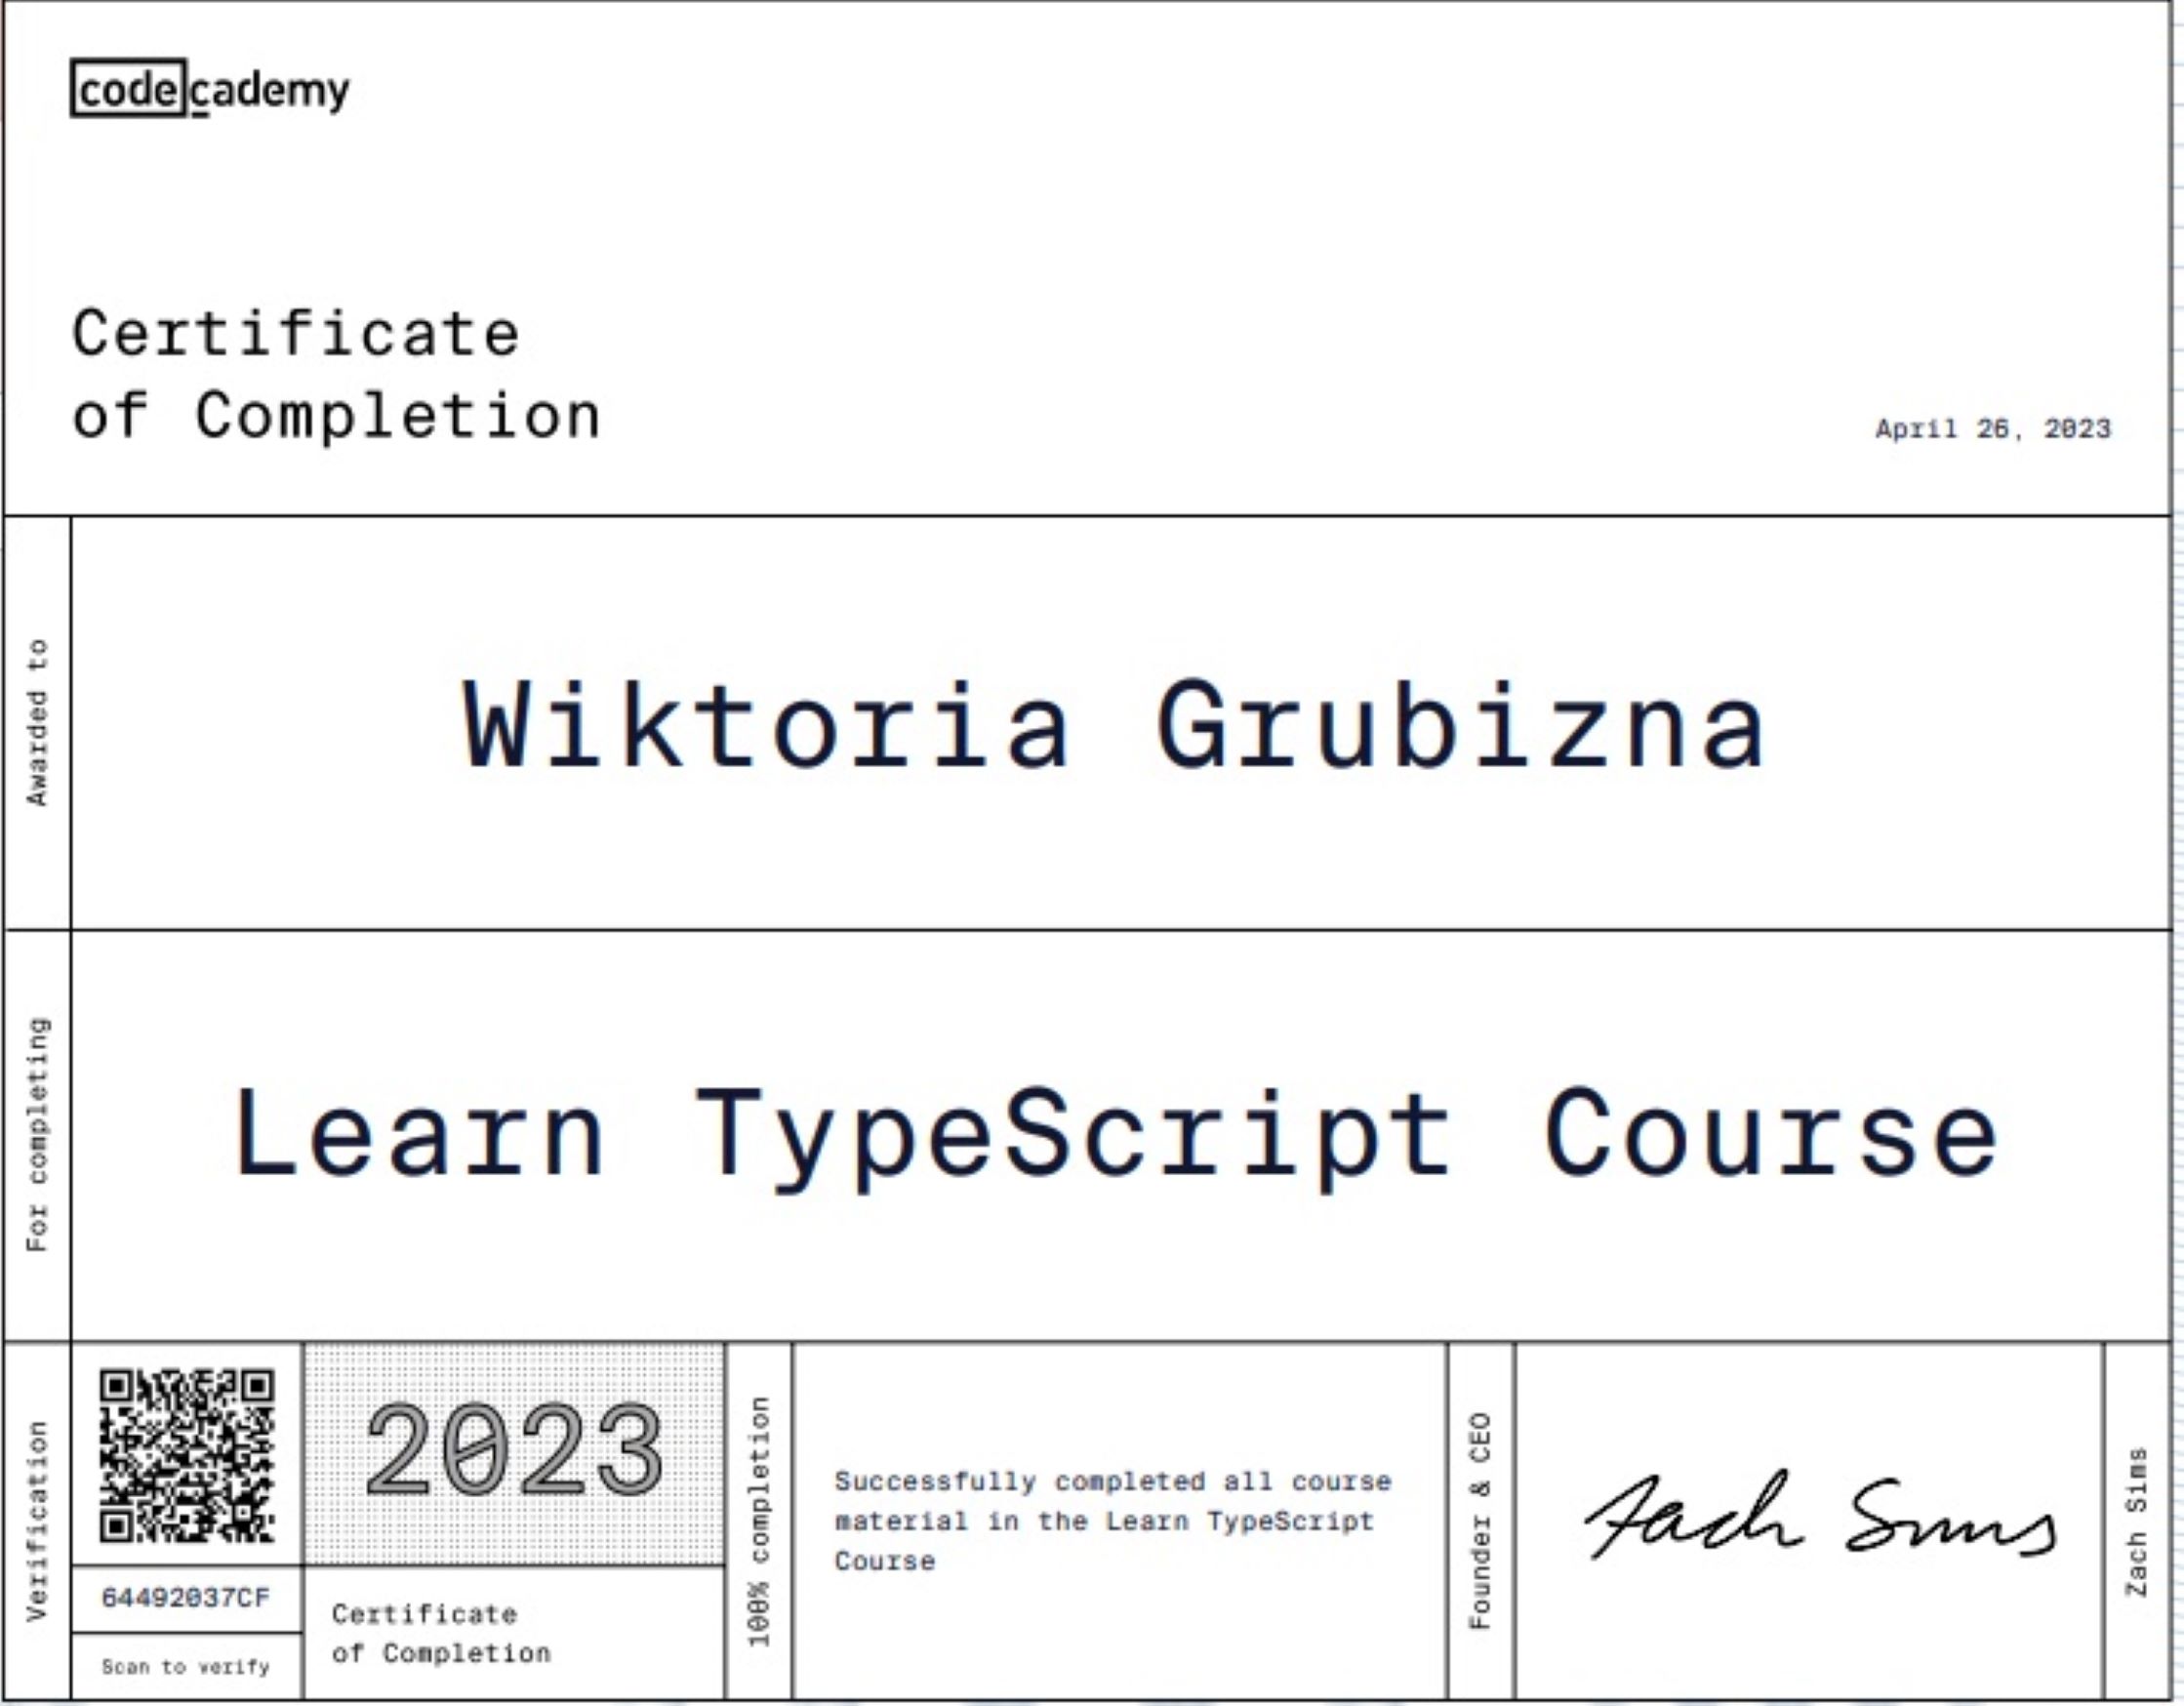 codecademy
Certificate
of Completion
April 26, 2023
Awarded to
Wiktoria Grubizna
For completing
Learn TypeScript Course
Verification
64492037CF
Scan to verify
2023
Certificate
of Completion
100% completion
Successfully completed all course
material in the Learn TypeScript
Course
Founder & CEO
Zach Sims
Zach Sims